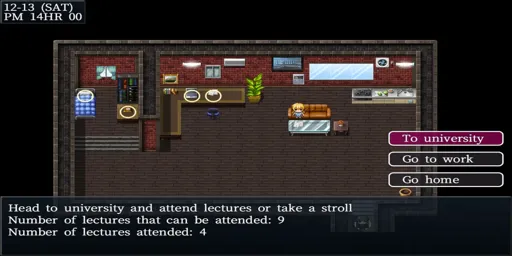 12-13 (SAT)
PM 14HR 00
To university
Go to work
Go home
Head to university and attend lectures or take a stroll
Number of lectures that can be attended: 9
Number of lectures attended: 4